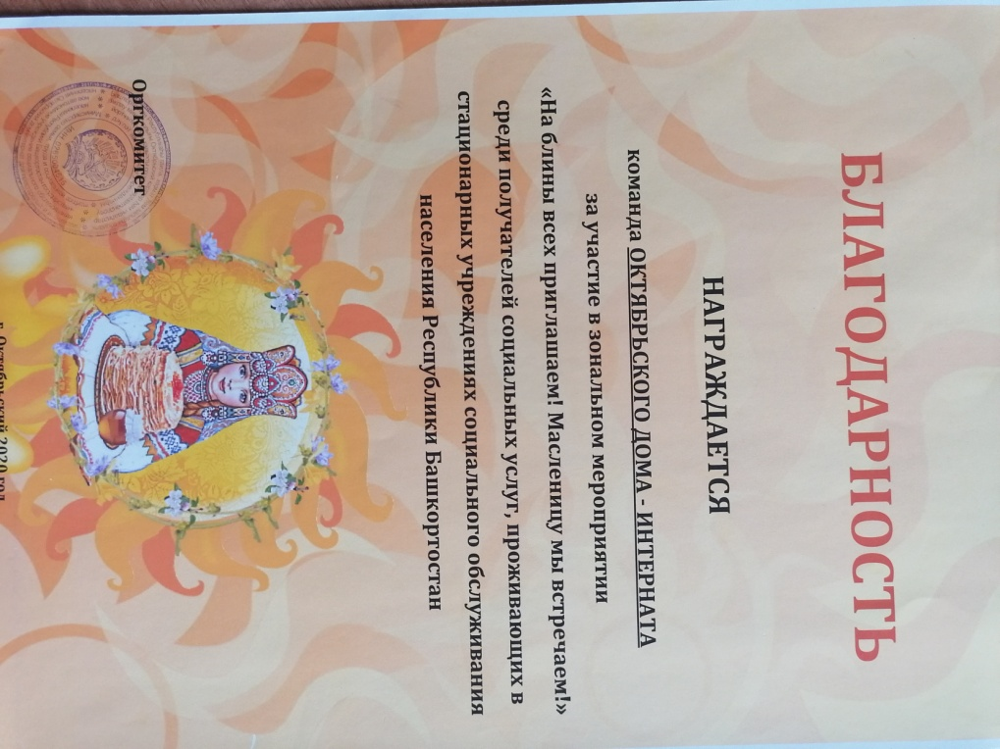 БЛАГОДАРНОСТЬ
НАГРАЖДАЕТСЯ
команда ОКТЯБРЬСКОГО ДОМА - ИНТЕРНАТА
за участие в зональном мероприятии
«На блины всех приглашаем! Масленицу мы встречаем!»
среди получателей социальных услуг, проживающих в
стационарных учреждениях социального обслуживания
населения Республики Башкортостан
Оргкомитет
г. Октябрьский 2020 год